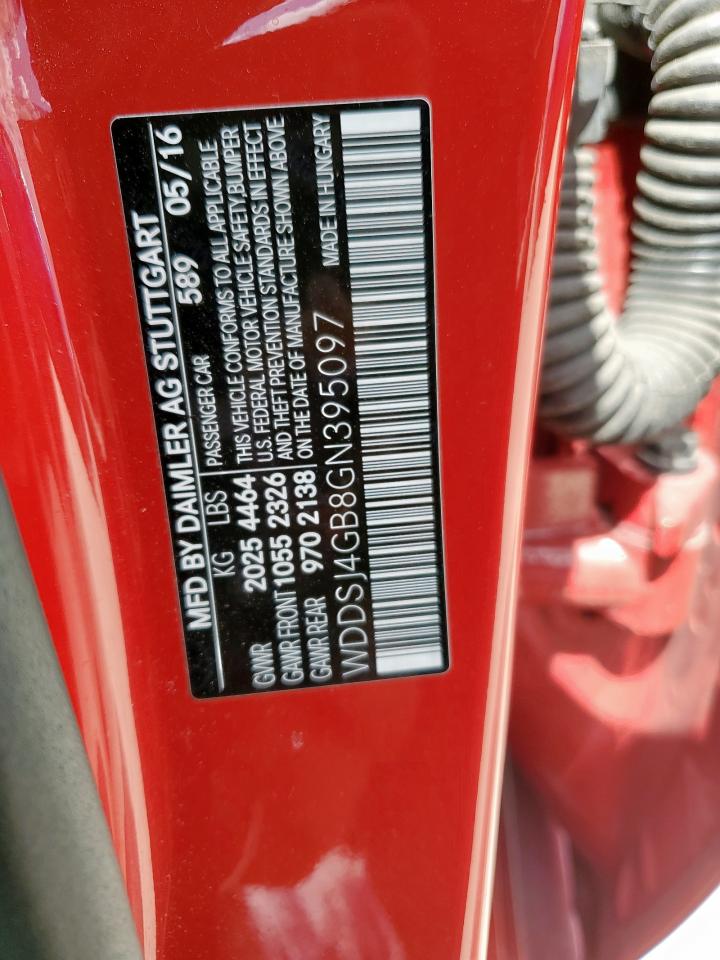 MFD BY DAIMLER AG STUTTGART
589 05/16
KG LBS PASSENGER CAR
GVWR 2025 4464
GAWR FRONT 1055 2326
GAWR REAR 970 2138
THIS VEHICLE CONFORMS TO ALL APPLICABLE
U.S. FEDERAL MOTOR VEHICLE SAFETY, BUMPER
AND THEFT PREVENTION STANDARDS IN EFFECT
ON THE DATE OF MANUFACTURE SHOWN ABOVE
WDDSJ4GB8GN395097 MADE IN HUNGARY